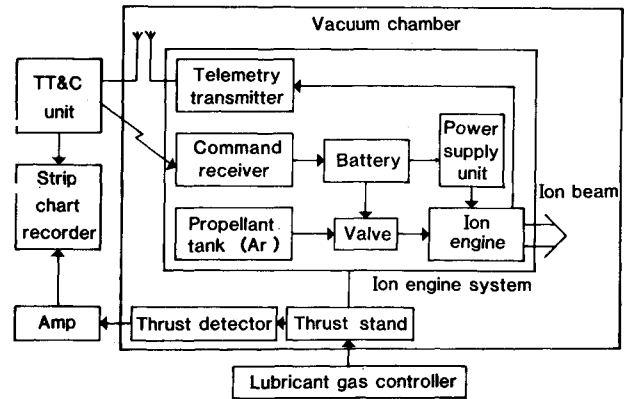 Vacuum chamber
TT&C
unit
Telemetry
transmitter
Command
receiver
Battery
Power
supply
unit
Ion beam
Strip
chart
recorder
Propellant
tank (Ar)
Valve
Ion
engine
Ion engine system
Amp
Thrust detector
Thrust stand
Lubricant gas controller